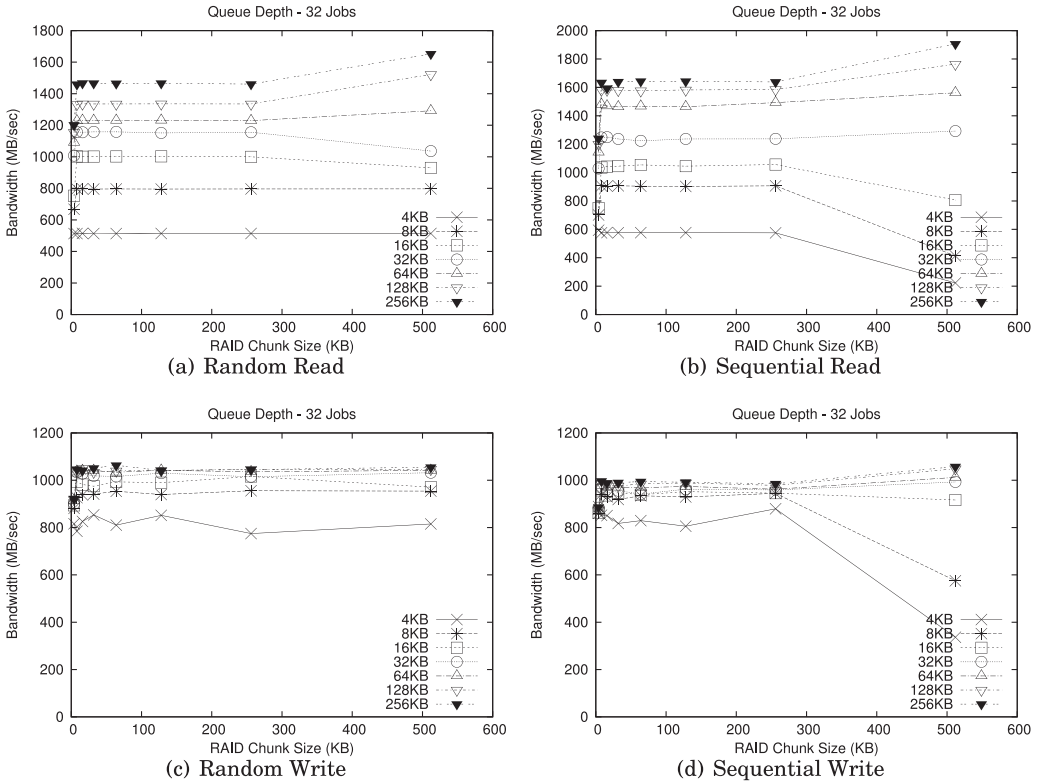 Queue Depth - 32 Jobs
1800
1600
1400
1200
1000
800
600
400
200
0
Bandwidth (MB/sec)
4KB
8KB
16KB
32KB
64KB
128KB
256KB
0 100 200 300 400 500 600
RAID Chunk Size (KB)
(a) Random Read
Queue Depth - 32 Jobs
2000
1800
1600
1400
1200
1000
800
600
400
200
0
Bandwidth (MB/sec)
4KB
8KB
16KB
32KB
64KB
128KB
256KB
0 100 200 300 400 500 600
RAID Chunk Size (KB)
(b) Sequential Read
Queue Depth - 32 Jobs
1200
1000
800
600
400
200
0
Bandwidth (MB/sec)
4KB
8KB
16KB
32KB
64KB
128KB
256KB
0 100 200 300 400 500 600
RAID Chunk Size (KB)
(c) Random Write
Queue Depth - 32 Jobs
1200
1000
800
600
400
200
0
Bandwidth (MB/sec)
4KB
8KB
16KB
32KB
64KB
128KB
256KB
0 100 200 300 400 500 600
RAID Chunk Size (KB)
(d) Sequential Write